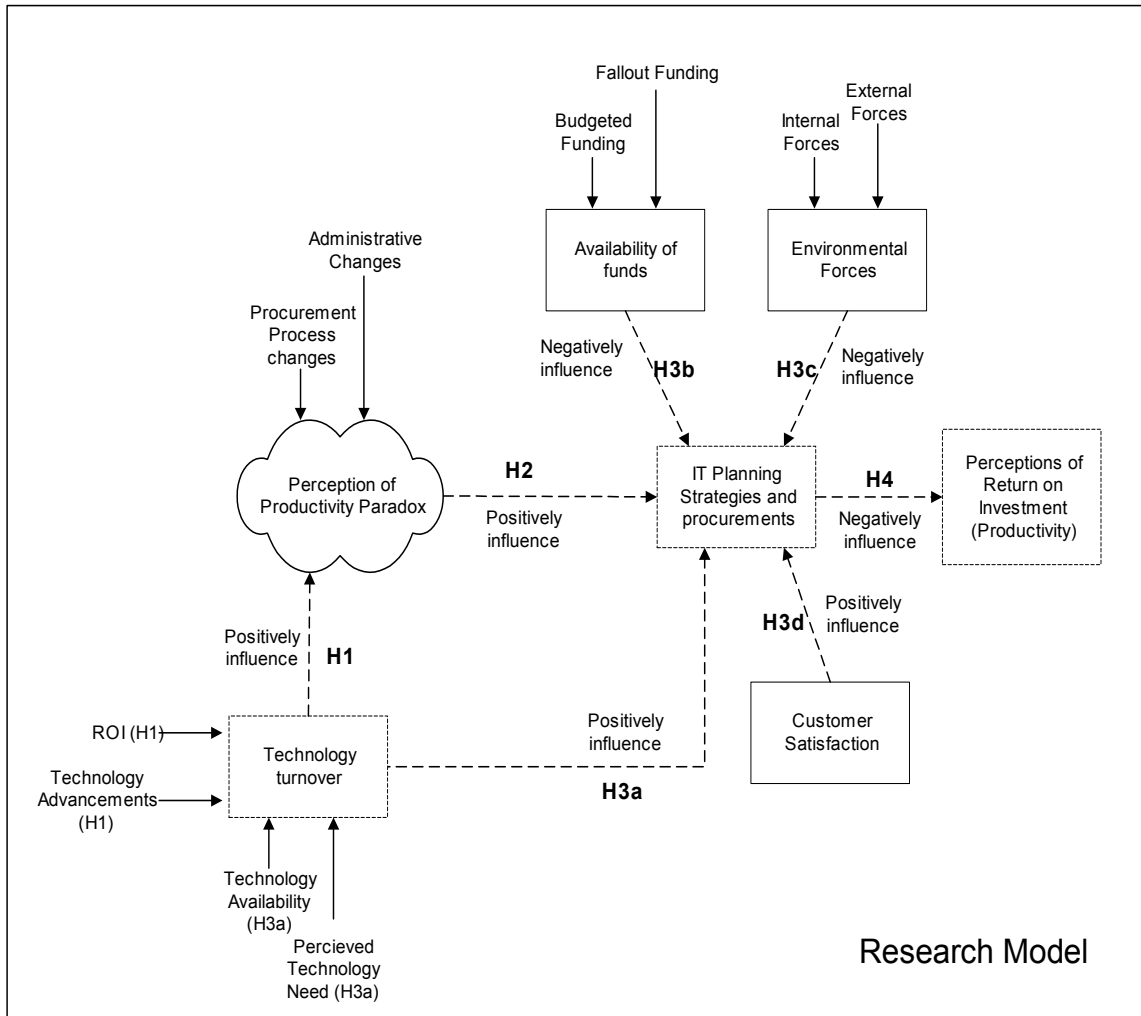 Fallout Funding
External
Forces
Budgeted
Funding
Internal
Forces
Availability of
funds
Environmental
Forces
Administrative
Changes
Procurement
Process
changes
Negatively
influence
H3b
H3c
Negatively
influence
Perception of
Productivity Paradox
H2
Positively
influence
IT Planning
Strategies and
procurements
H4
Negatively
influence
Perceptions of
Return on
Investment
(Productivity)
Positively
influence
H1
H3d
Positively
influence
ROI (H1)
Technology
Advancements
(H1)
Technology
turnover
Positively
influence
H3a
Customer
Satisfaction
Technology
Availability
(H3a)
Percieved
Technology
Need (H3a)
Research Model